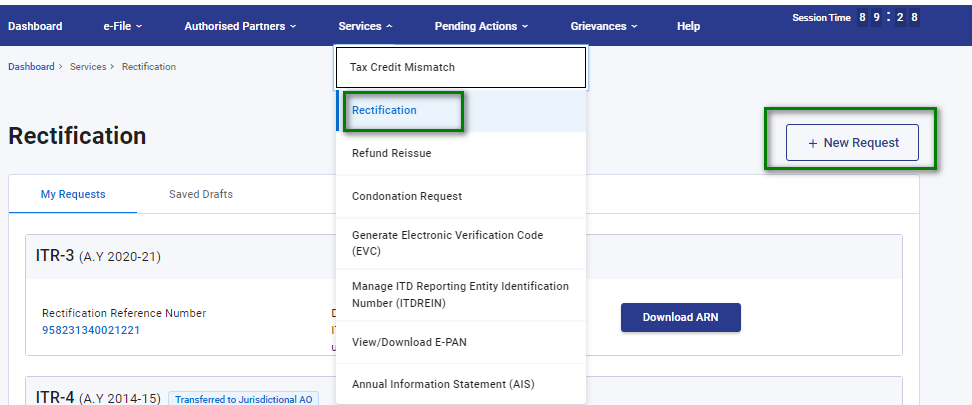 Dashboard e-File Authorised Partners Services Pending Actions Grievances Help Session Time 8 9 : 2 8
Dashboard > Services > Rectification
Tax Credit Mismatch
Rectification
Refund Reissue
Condonation Request
Generate Electronic Verification Code
(EVC)
Manage ITD Reporting Entity Identification
Number (ITDREIN)
View/Download E-PAN
Annual Information Statement (AIS)
Rectification
+ New Request
My Requests Saved Drafts
ITR-3 (A.Y 2020-21)
Rectification Reference Number
958231340021221
Download ARN
ITR-4 (A.Y 2014-15) Transferred to Jurisdictional AO